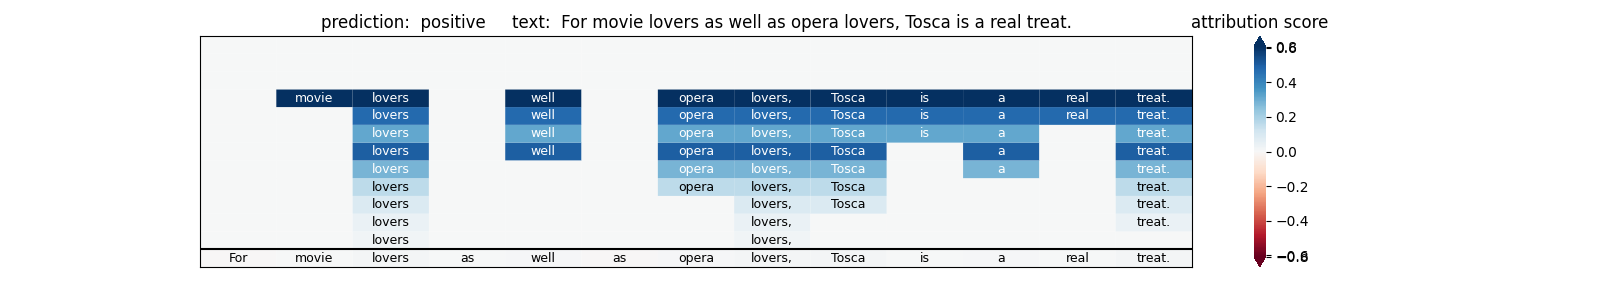 prediction: positive text: For movie lovers as well as opera lovers, Tosca is a real treat. attribution score
movie lovers well opera lovers, Tosca is a real treat.
lovers well opera lovers, Tosca is a real treat.
lovers well opera lovers, Tosca is a treat.
lovers well opera lovers, Tosca a treat.
lovers opera lovers, Tosca a treat.
lovers opera lovers, Tosca treat.
lovers lovers, Tosca treat.
lovers lovers, treat.
lovers lovers,
For movie lovers as well as opera lovers, Tosca is a real treat.
0.4
0.2
0.0
−0.2
−0.4